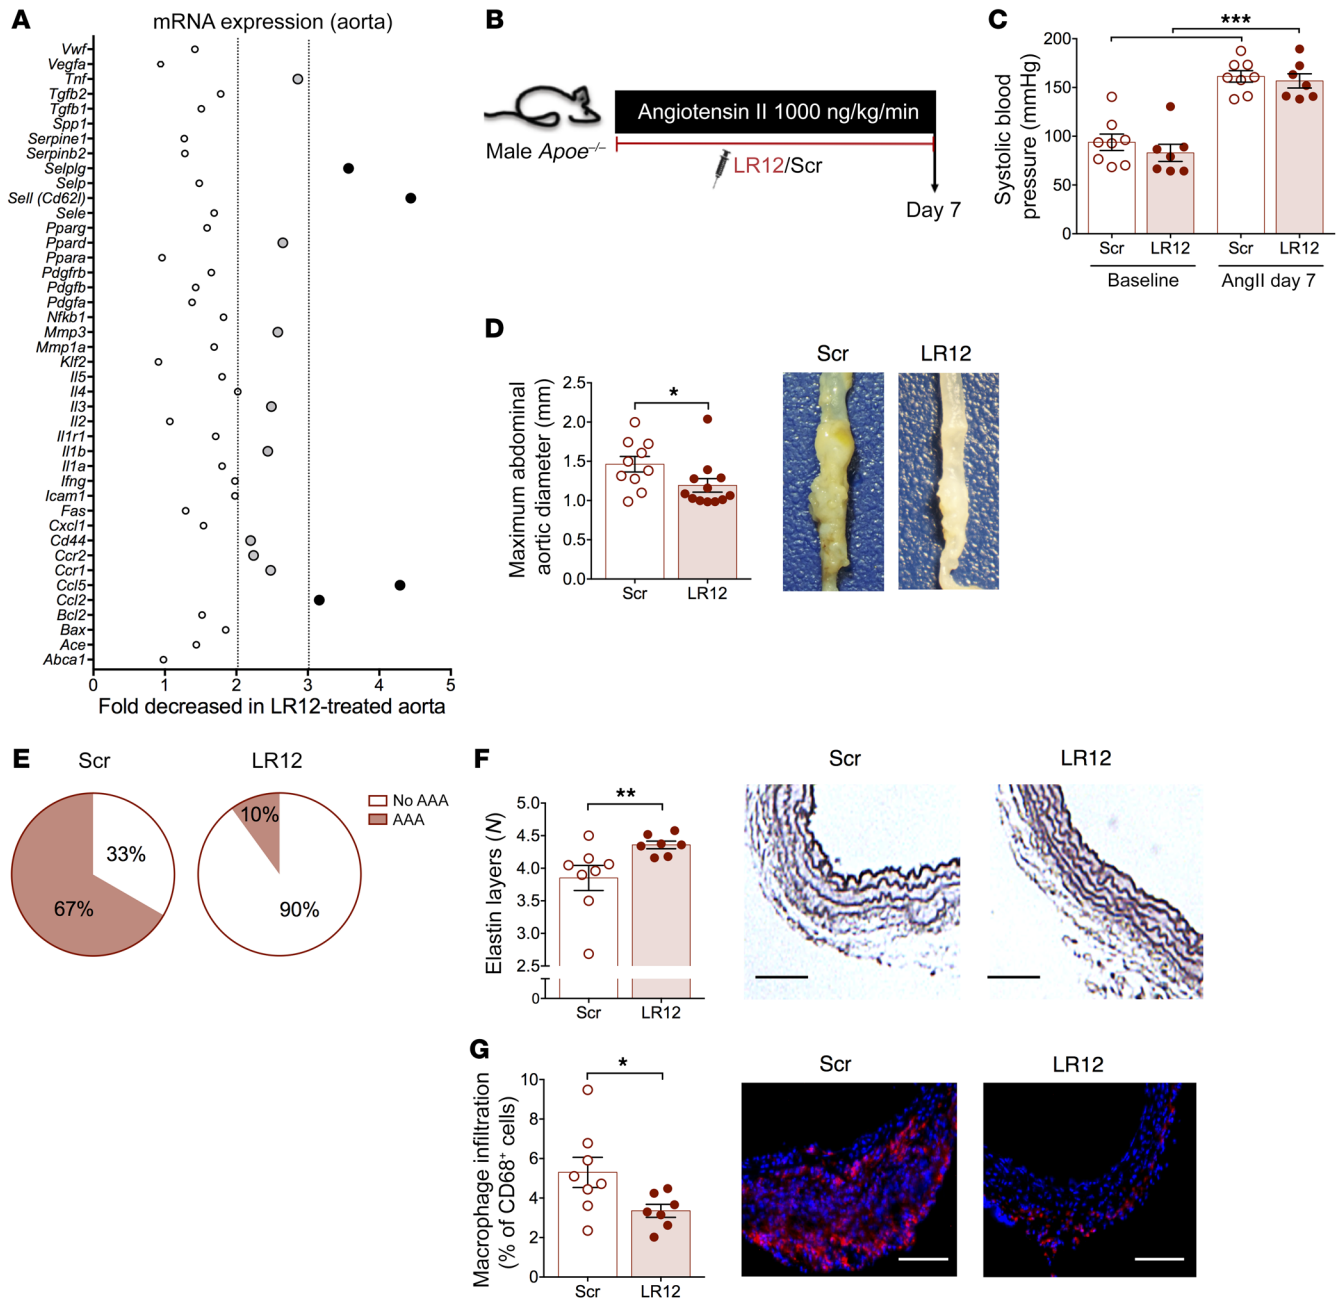 A
mRNA expression (aorta)
Vwf
Vegfa
Tnf
Tgfb2
Tgfb1
Spp1
Serpine1
Serpinb2
Selplg
Selp
Sell (Cd62l)
Sele
Pparg
Ppard
Ppara
Pdgfrb
Pdgfb
Pdgfa
Nfkb1
Mmp3
Mmp1a
Klf2
Il5
Il4
Il3
Il2
Il1r1
Il1b
Il1a
Ifng
Icam1
Fas
Cxcl1
Cd44
Ccr2
Ccr1
Ccl5
Ccl2
Bcl2
Bax
Ace
Abca1
0 1 2 3 4 5
Fold decreased in LR12-treated aorta
B
Angiotensin II 1000 ng/kg/min
Male Apoe–/–
LR12/Scr
Day 7
C
***
Systolic blood
pressure (mmHg)
200
150
100
50
0
Scr LR12 Scr LR12
Baseline AngII day 7
D
Maximum abdominal
aortic diameter (mm)
2.5
2.0
1.5
1.0
0.5
0.0
*
Scr LR12
Scr LR12
E
Scr LR12
33%
67%
10%
90%
No AAA
AAA
F
Elastin layers (N)
5.0
4.5
4.0
3.5
3.0
2.5
0
**
Scr LR12
Scr LR12
G
Macrophage infiltration
(% of CD68+ cells)
10
8
6
4
2
0
*
Scr LR12
Scr LR12